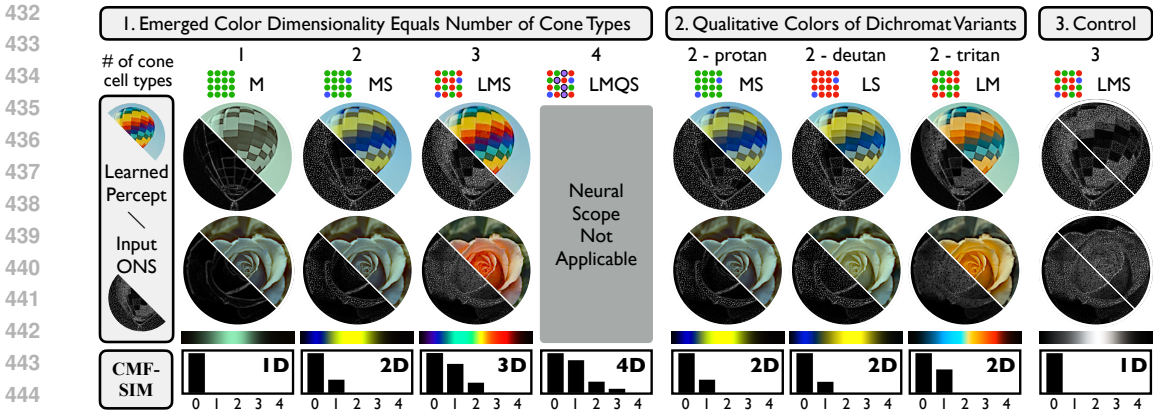 432
433
434
435
436
437
438
439
440
441
442
443
444
1. Emerged Color Dimensionality Equals Number of Cone Types
2. Qualitative Colors of Dichromat Variants
3. Control
# of cone cell types
1
2
3
4
2 - protan
2 - deutan
2 - tritan
3
M
MS
LMS
LMQS
MS
LS
LM
LMS
Learned
Percept
\
Input
ONS
Neural
Scope
Not
Applicable
CMF-
SIM
1D
2D
3D
4D
2D
2D
2D
1D
0 1 2 3 4
0 1 2 3 4
0 1 2 3 4
0 1 2 3 4
0 1 2 3 4
0 1 2 3 4
0 1 2 3 4
0 1 2 3 4